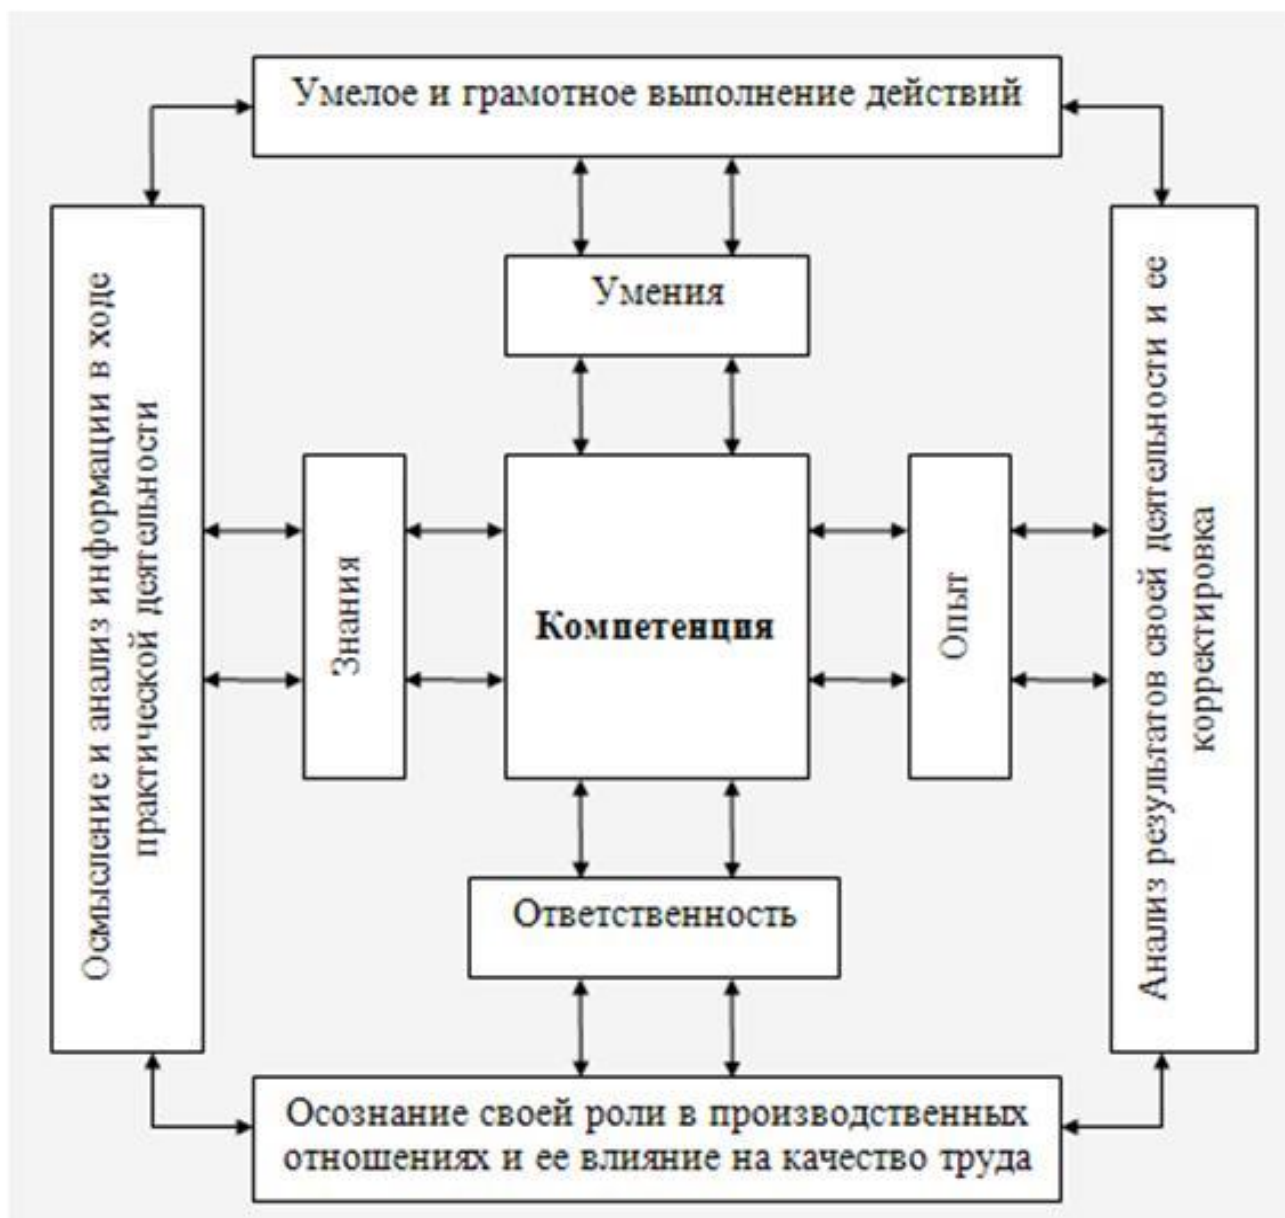 Умелое и грамотное выполнение действий
Умения
Осмысление и анализ информации в ходе
практической деятельности
Знания
Компетенция
Опыт
Анализ результатов своей деятельности и ее
корректировка
Ответственность
Осознание своей роли в производственных
отношениях и ее влияние на качество труда